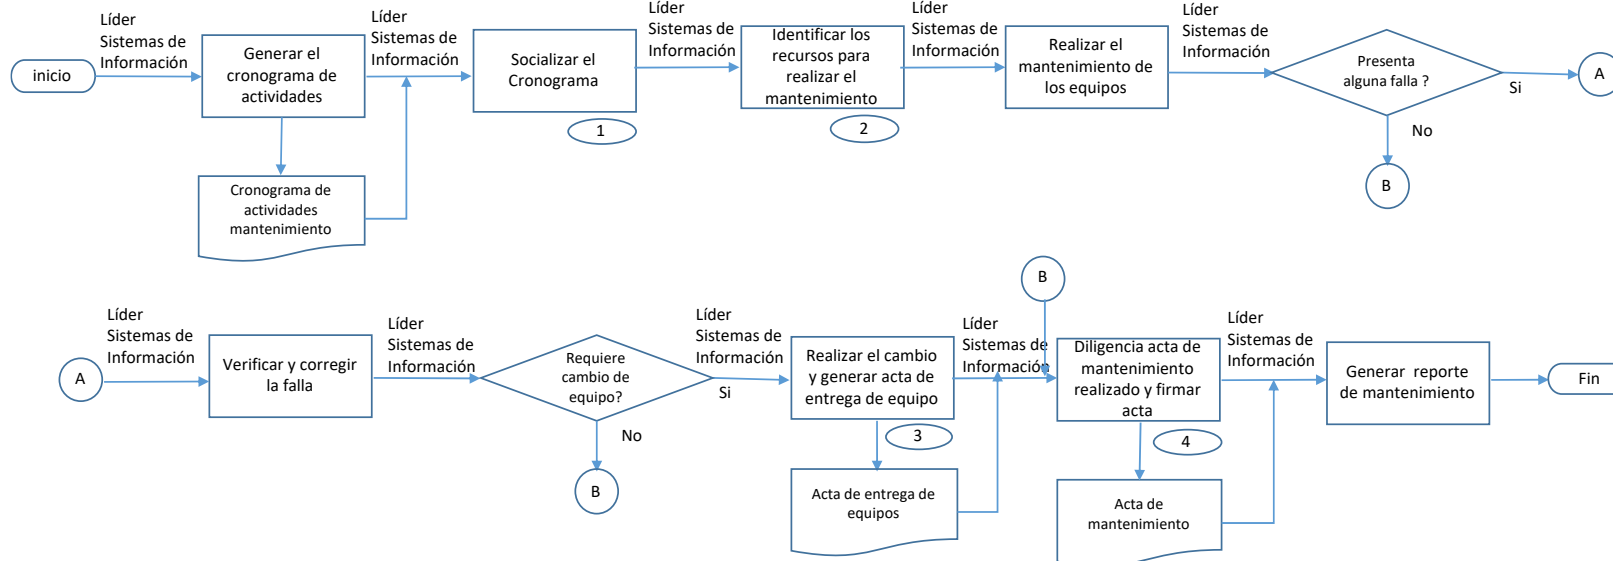 inicio
Líder
Sistemas de
Información
Generar el
cronograma de
actividades
Cronograma de
actividades
mantenimiento
Líder
Sistemas de
Información
Socializar el
Cronograma
1
Líder
Sistemas de
Información
Identificar los
recursos para
realizar el
mantenimiento
2
Líder
Sistemas de
Información
Realizar el
mantenimiento de
los equipos
Líder
Sistemas de
Información
Presenta
alguna falla ?
Si
A
No
B
A
Líder
Sistemas de
Información
Verificar y corregir
la falla
Líder
Sistemas de
Información
Requiere
cambio de
equipo?
No
B
Si
Líder
Sistemas de
Información
Realizar el cambio
y generar acta de
entrega de equipo
3
Acta de entrega de
equipos
Líder
Sistemas de
Información
B
Diligencia acta de
mantenimiento
realizado y firmar
acta
4
Acta de
mantenimiento
Líder
Sistemas de
Información
Generar reporte
de mantenimiento
Fin